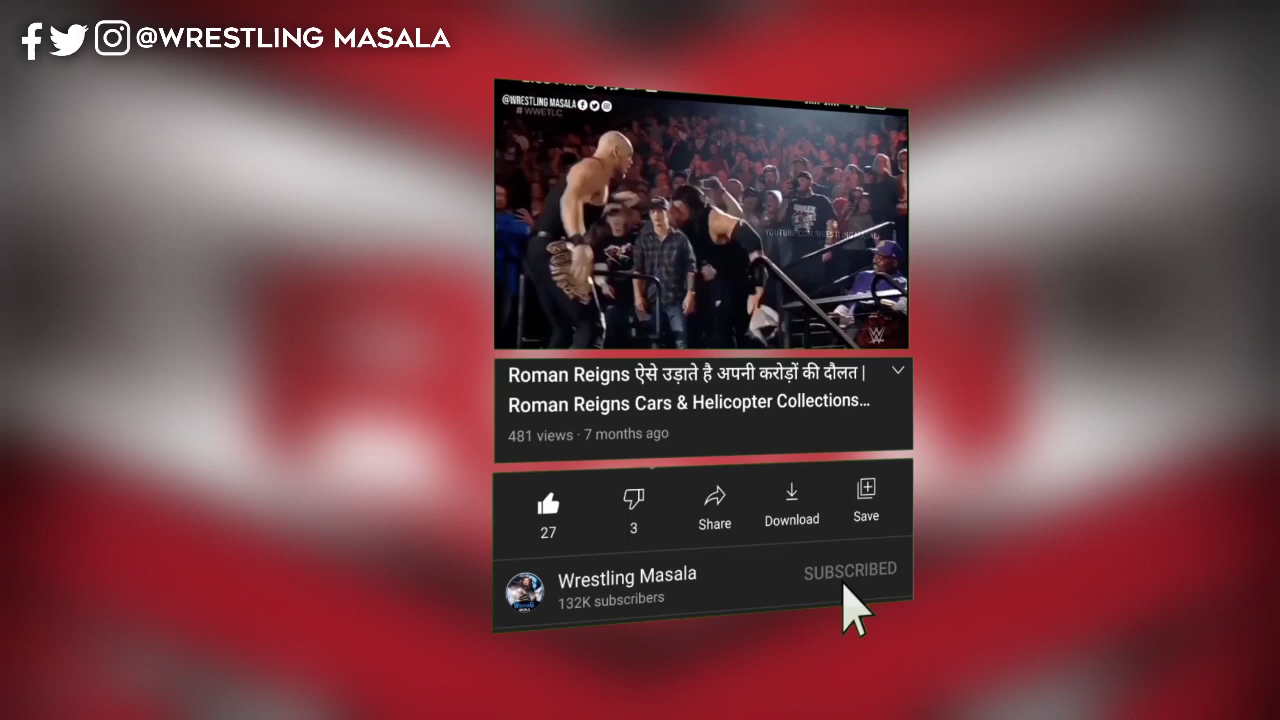 @WRESTLING MASALA
@WRESTLING MASALA
#WWETLC
Roman Reigns ऐसे उड़ाते है अपनी करोड़ों की दौलत |
Roman Reigns Cars & Helicopter Collections...
481 views · 7 months ago
27
3
Share
Download
Save
Wrestling Masala
132K subscribers
SUBSCRIBED